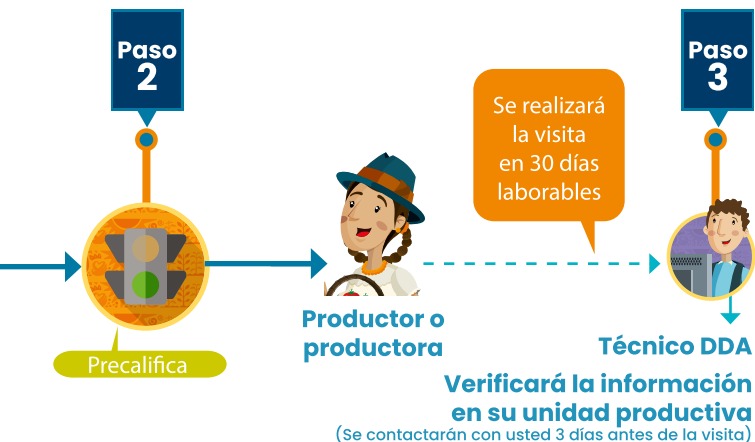 Paso
2
Paso
3
Se realizará
la visita
en 30 días
laborables
Precalifica
Productor o
productora
Técnico DDA
Verificará la información
en su unidad productiva
(Se contactarán con usted 3 días antes de la visita)